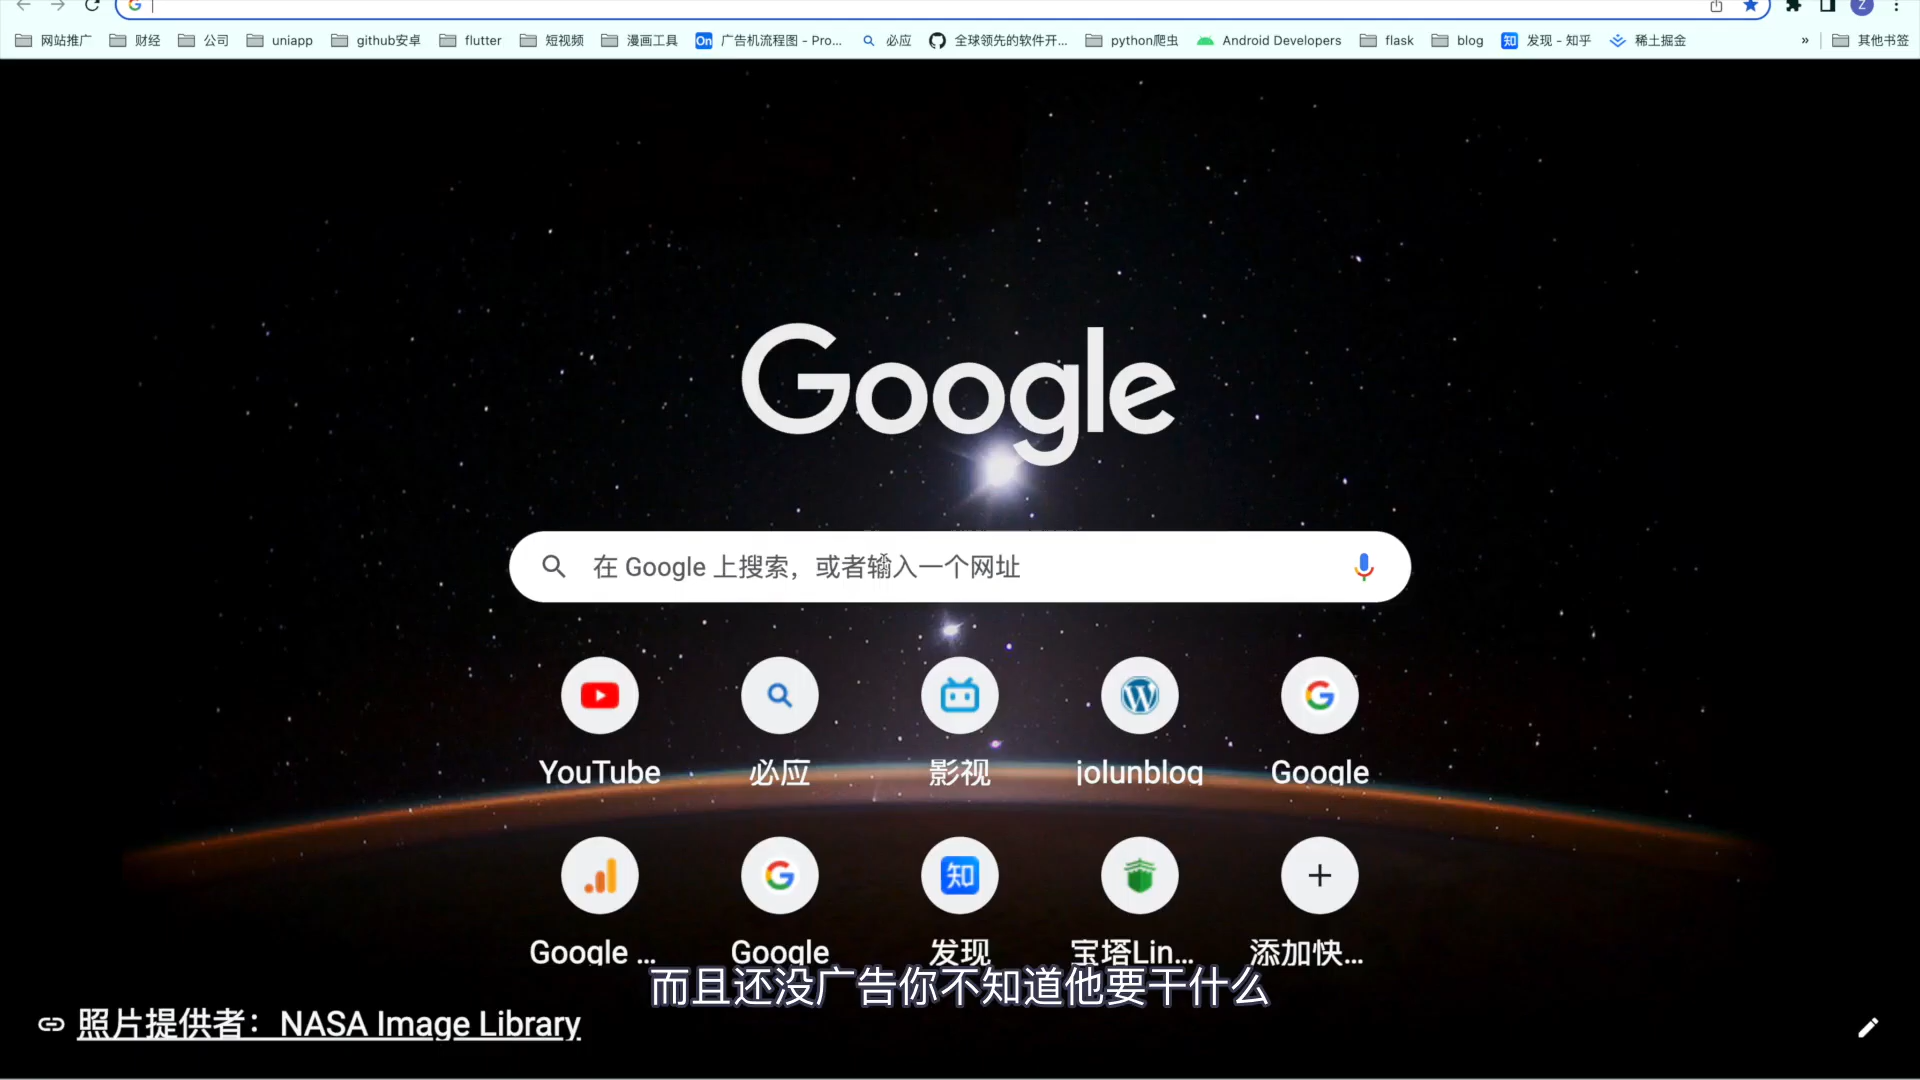 网站推广 财经 公司 uniapp github安卓 flutter 短视频 漫画工具 On 广告机流程图 - Pro... 必应 全球领先的软件开... python爬虫 Android Developers flask blog 知 发现 - 知乎 稀土掘金 » 其他书签
Z
Google
在 Google 上搜索，或者输入一个网址
YouTube 必应 影视 iolunblog Google
知
Google ... Google 发现 宝塔Lin... 添加快...
而且还没广告你不知道他要干什么
照片提供者：NASA Image Library